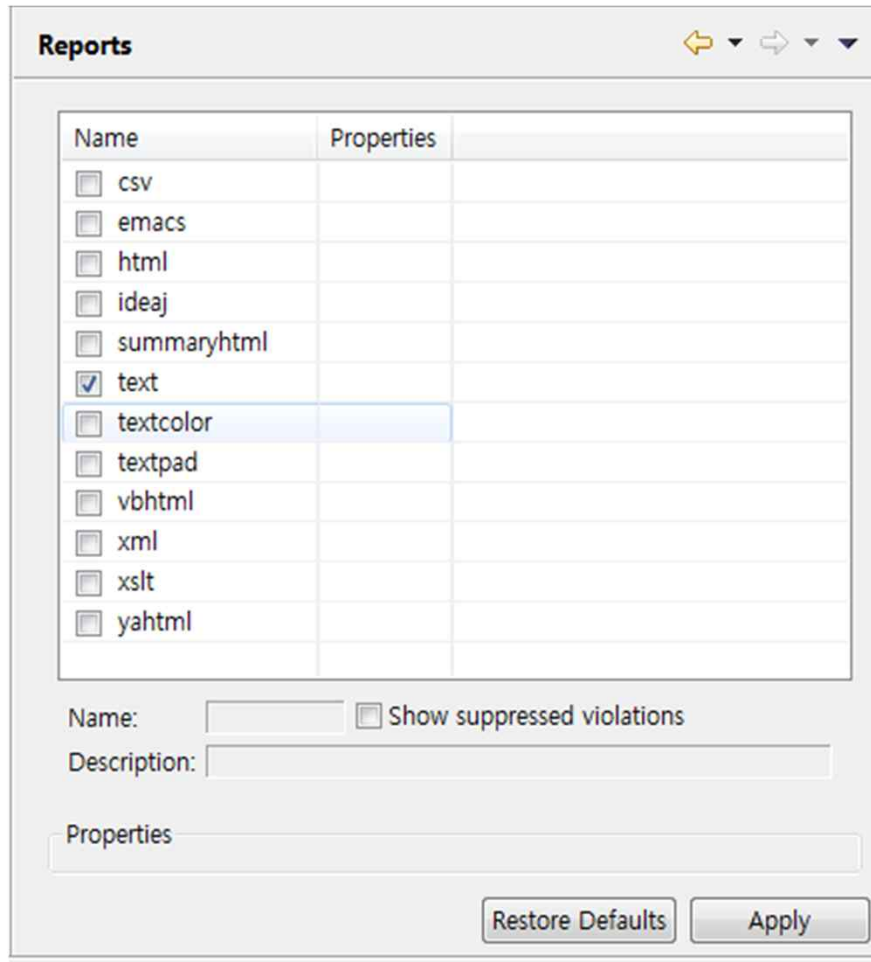 Reports
Name Properties
csv
emacs
html
ideaj
summaryhtml
text
textcolor
textpad
vbhtml
xml
xslt
yahtml
Name: Show suppressed violations
Description:
Properties
Restore Defaults Apply